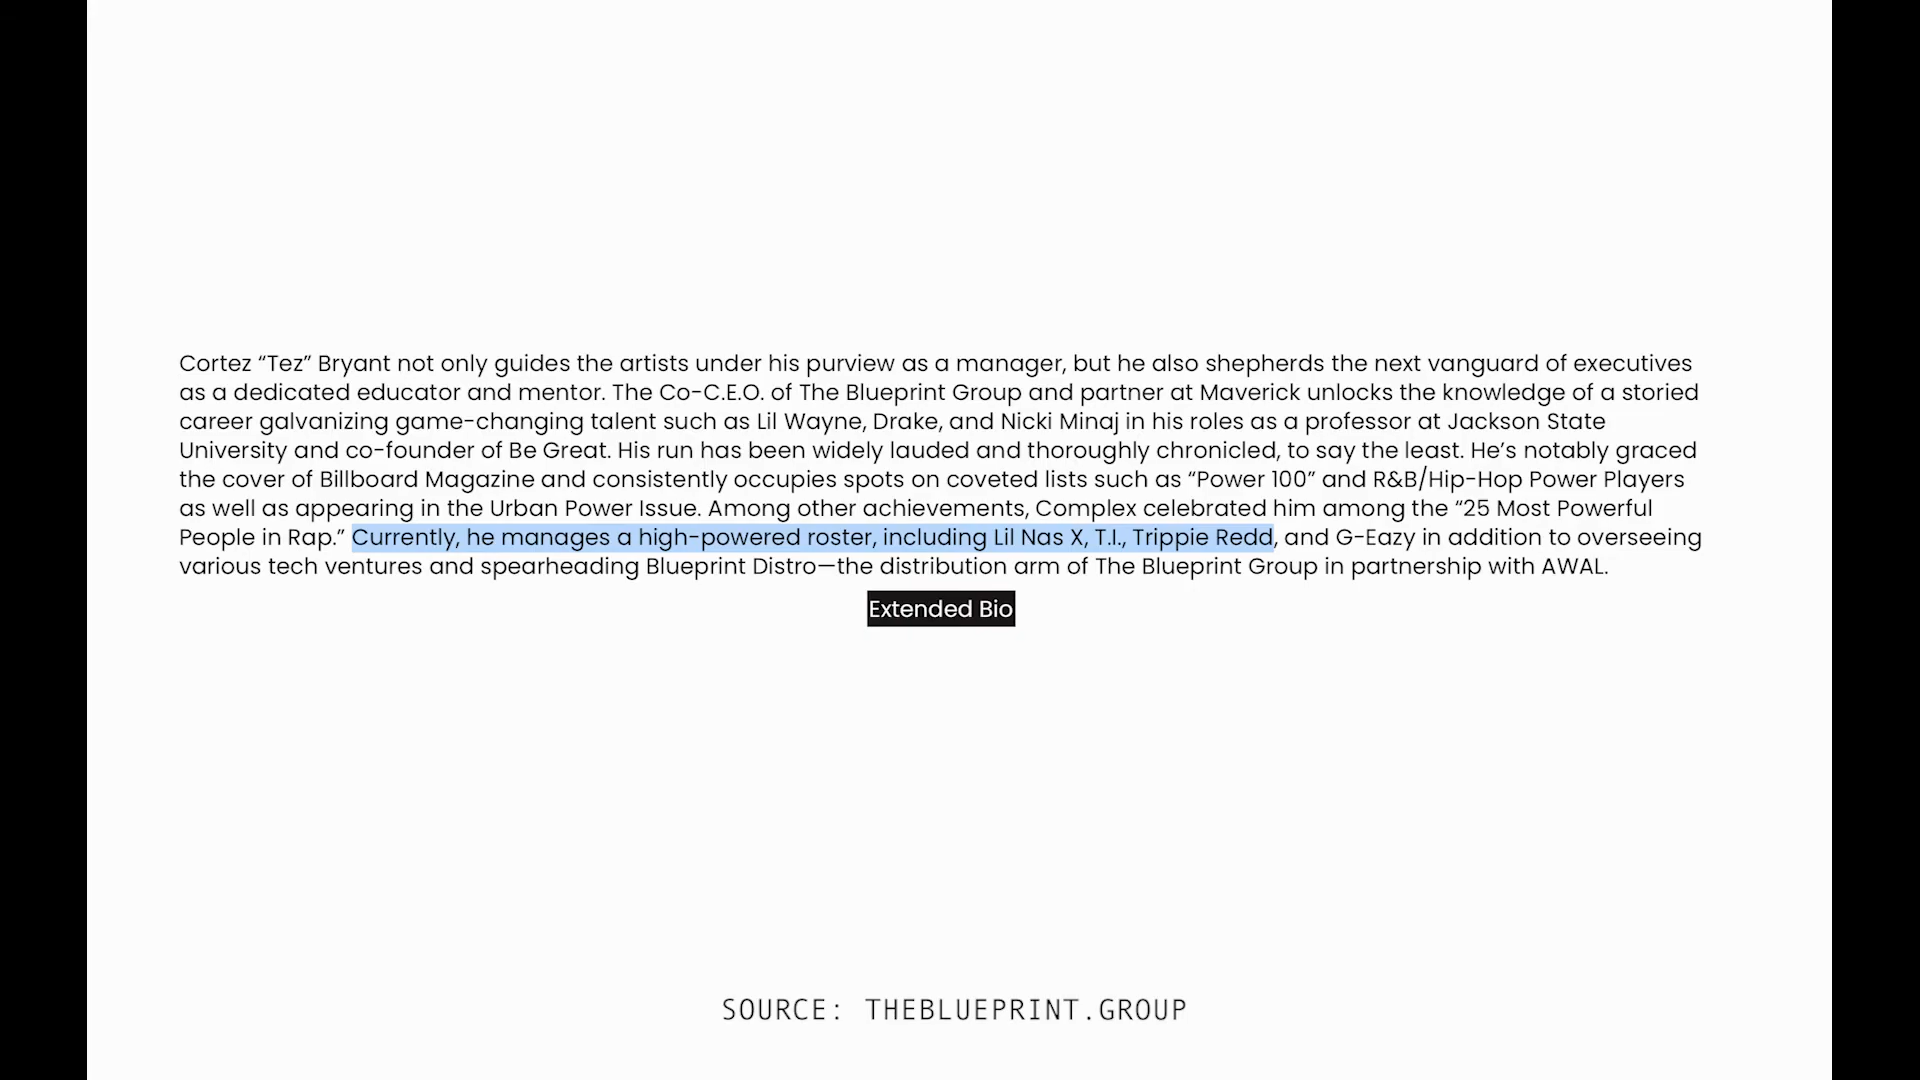 Cortez “Tez” Bryant not only guides the artists under his purview as a manager, but he also shepherds the next vanguard of executives
as a dedicated educator and mentor. The Co-C.E.O. of The Blueprint Group and partner at Maverick unlocks the knowledge of a storied
career galvanizing game-changing talent such as Lil Wayne, Drake, and Nicki Minaj in his roles as a professor at Jackson State
University and co-founder of Be Great. His run has been widely lauded and thoroughly chronicled, to say the least. He’s notably graced
the cover of Billboard Magazine and consistently occupies spots on coveted lists such as “Power 100” and R&B/Hip-Hop Power Players
as well as appearing in the Urban Power Issue. Among other achievements, Complex celebrated him among the “25 Most Powerful
People in Rap.” Currently, he manages a high-powered roster, including Lil Nas X, T.I., Trippie Redd, and G-Eazy in addition to overseeing
various tech ventures and spearheading Blueprint Distro—the distribution arm of The Blueprint Group in partnership with AWAL.
Extended Bio
SOURCE: THEBLUEPRINT.GROUP